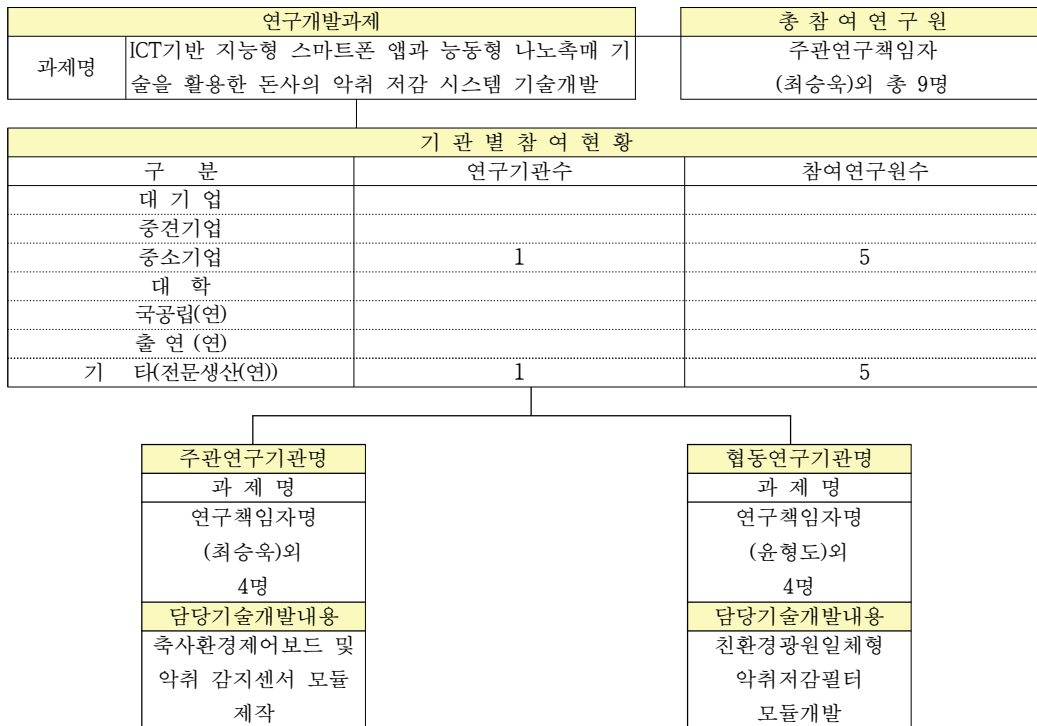 연구개발과제
총 참 여 연 구 원
과제명
ICT기반 지능형 스마트폰 앱과 능동형 나노촉매 기
술을 활용한 돈사의 악취 저감 시스템 기술개발
주관연구책임자
(최승욱)외 총 9명
기 관 별 참 여 현 황
구 분 연구기관수 참여연구원수
대 기 업
중견기업
중소기업 1 5
대 학
국공립(연)
출 연 (연)
기 타(전문생산(연)) 1 5
주관연구기관명
과 제 명
연구책임자명
(최승욱)외
4명
담당기술개발내용
축사환경제어보드 및
악취 감지센서 모듈
제작
협동연구기관명
과 제 명
연구책임자명
(윤형도)외
4명
담당기술개발내용
친환경광원일체형
악취저감필터
모듈개발